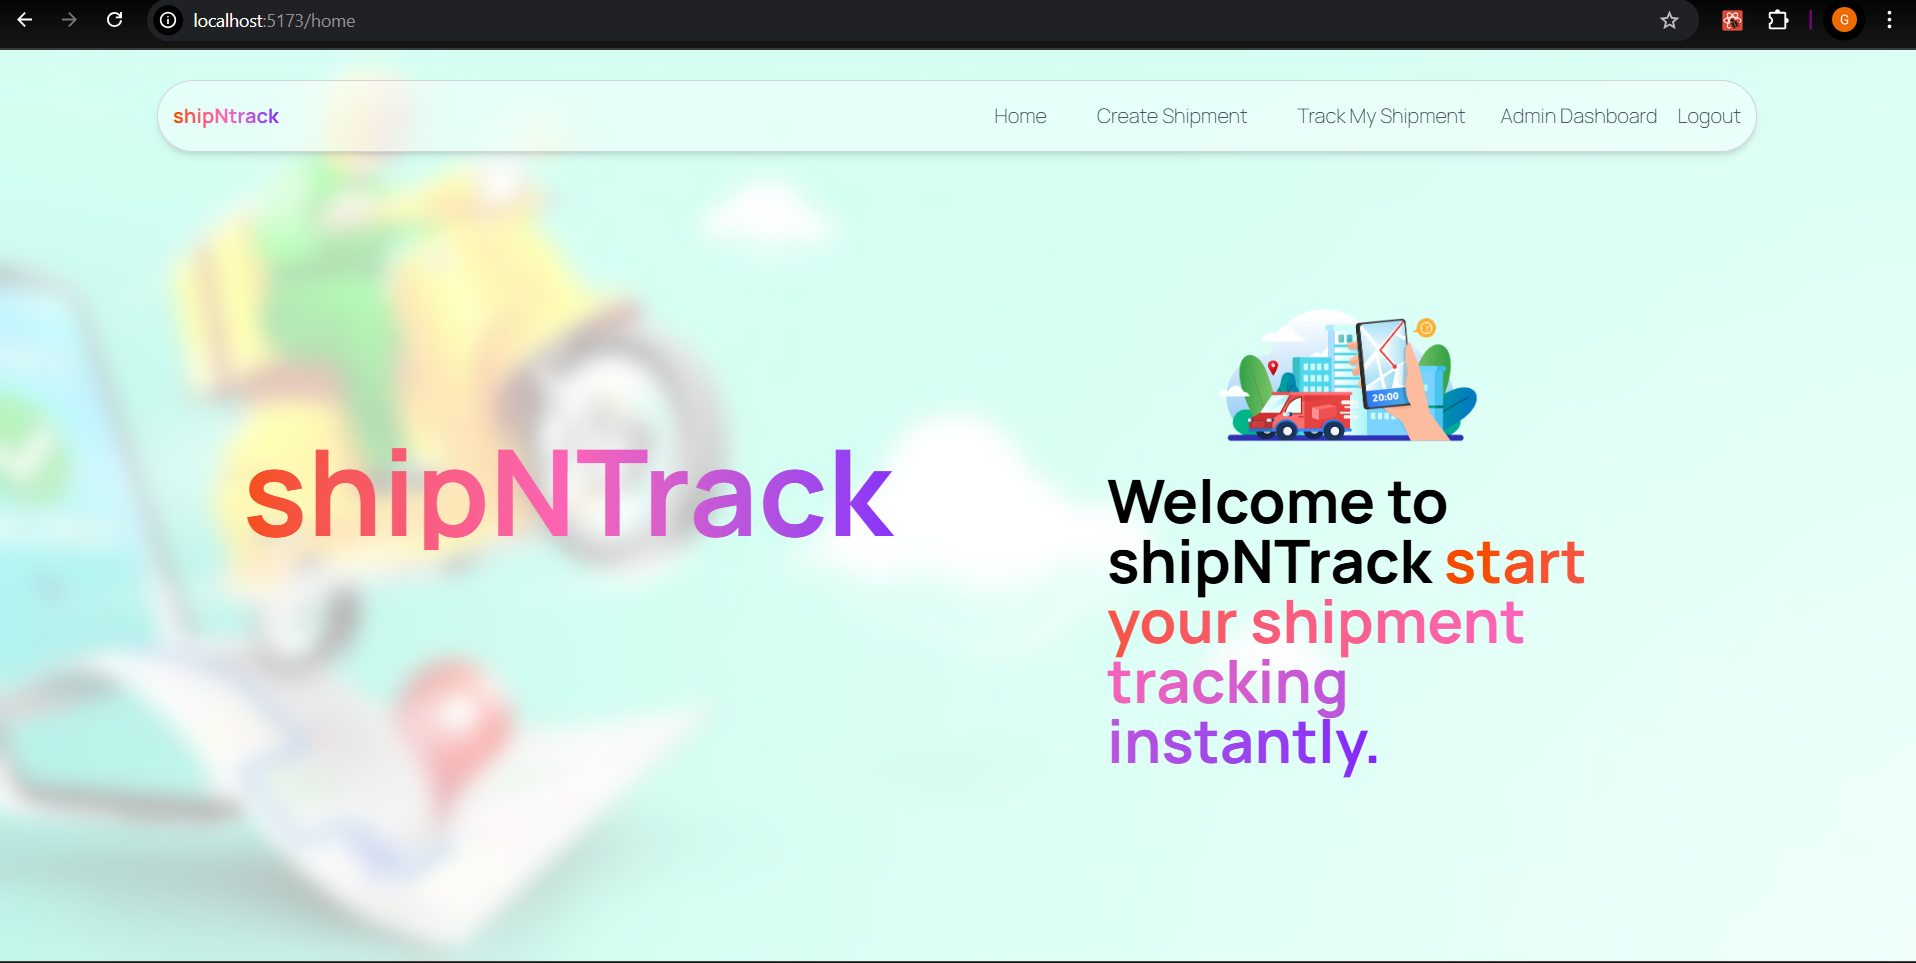 localhost:5173/home
G
shipNtrack Home Create Shipment Track My Shipment Admin Dashboard Logout
shipNTrack
20:00
Welcome to
shipNTrack start
your shipment
tracking
instantly.